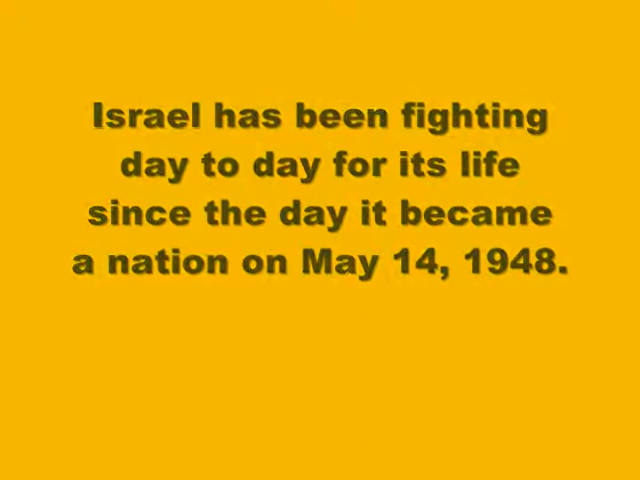 Israel has been fighting
day to day for its life
since the day it became
a nation on May 14, 1948.